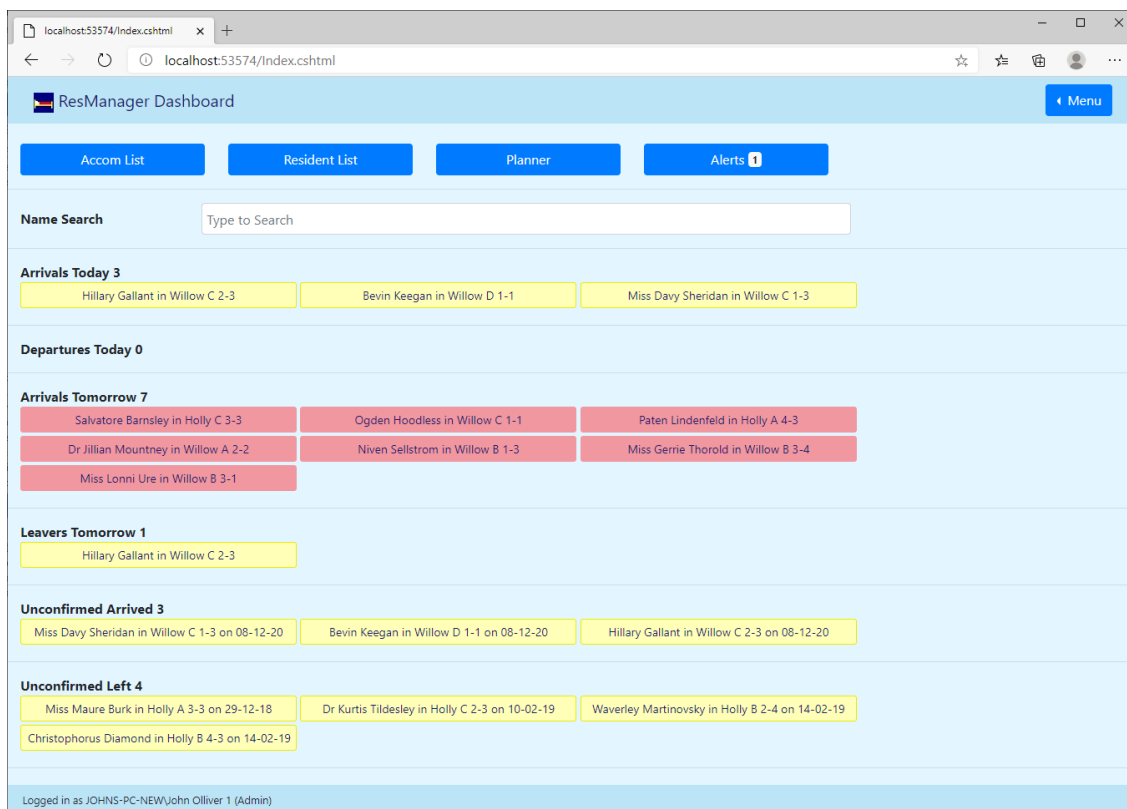 localhost:53574/Index.cshtml
localhost:53574/Index.cshtml
ResManager Dashboard
Menu
Accom List Resident List Planner Alerts 1
Name Search Type to Search
Arrivals Today 3
Hillary Gallant in Willow C 2-3 Bevin Keegan in Willow D 1-1 Miss Davy Sheridan in Willow C 1-3
Departures Today 0
Arrivals Tomorrow 7
Salvatore Barnsley in Holly C 3-3 Ogden Hoodless in Willow C 1-1 Paten Lindenfeld in Holly A 4-3
Dr Jillian Mountney in Willow A 2-2 Niven Sellstrom in Willow B 1-3 Miss Gerrie Thorold in Willow B 3-4
Miss Lonni Ure in Willow B 3-1
Leavers Tomorrow 1
Hillary Gallant in Willow C 2-3
Unconfirmed Arrived 3
Miss Davy Sheridan in Willow C 1-3 on 08-12-20 Bevin Keegan in Willow D 1-1 on 08-12-20 Hillary Gallant in Willow C 2-3 on 08-12-20
Unconfirmed Left 4
Miss Maure Burk in Holly A 3-3 on 29-12-18 Dr Kurtis Tildesley in Holly C 2-3 on 10-02-19 Waverley Martinovsky in Holly B 2-4 on 14-02-19
Christophorus Diamond in Holly B 4-3 on 14-02-19
Logged in as JOHNS-PC-NEW\John Olliver 1 (Admin)